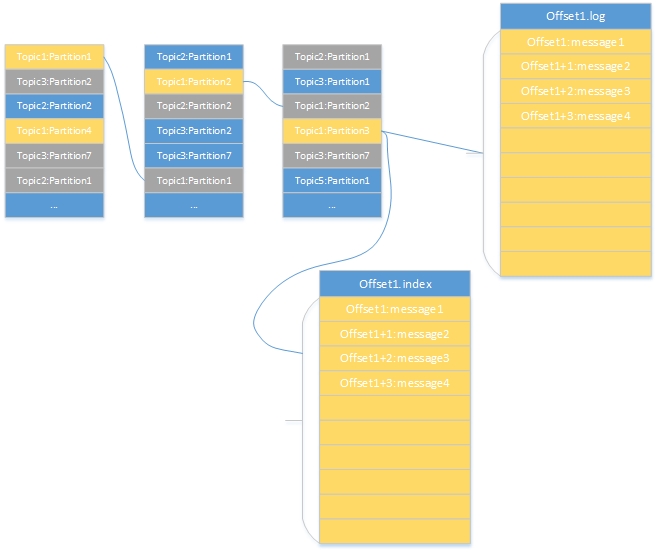 Offset1.log
Offset1:message1
Offset1+1:message2
Offset1+2:message3
Offset1+3:message4
Topic1:Partition1
Topic3:Partition2
Topic2:Partition2
Topic1:Partition4
Topic3:Partition7
Topic2:Partition1
...
Topic2:Partition1
Topic1:Partition2
Topic2:Partition2
Topic3:Partition2
Topic3:Partition7
Topic1:Partition1
...
Topic2:Partition1
Topic3:Partition1
Topic1:Partition2
Topic1:Partition3
Topic3:Partition7
Topic5:Partition1
...
Offset1.index
Offset1:message1
Offset1+1:message2
Offset1+2:message3
Offset1+3:message4